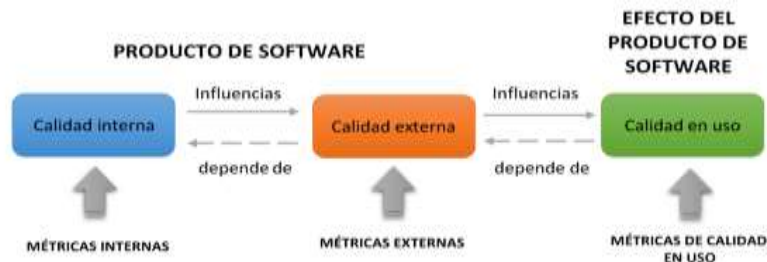 EFECTO DEL
PRODUCTO DE
SOFTWARE
PRODUCTO DE SOFTWARE
Influencias
Influencias
Calidad interna
Calidad externa
Calidad en uso
depende de
depende de
MÉTRICAS INTERNAS
MÉTRICAS EXTERNAS
MÉTRICAS DE CALIDAD
EN USO